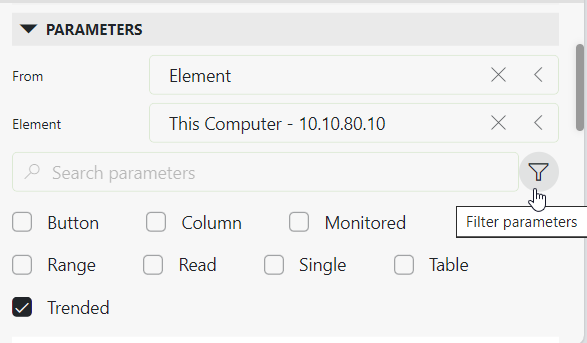 PARAMETERS
From Element
Element This Computer - 10.10.80.10
Search parameters
Filter parameters
Button Column Monitored
Range Read Single Table
Trended